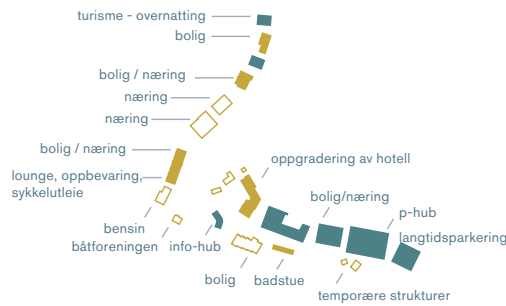 turisme - overnatting
bolig
bolig / næring
næring
næring
bolig / næring
lounge, oppbevaring,
sykkelutleie
oppgradering av hotell
bolig/næring
p-hub
langtidsparkering
bensin
båtforeningen
info-hub
bolig
badstue
temporære strukturer